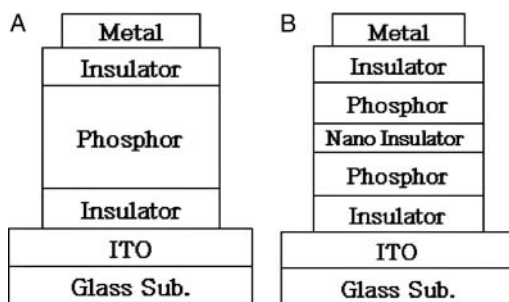 A
Metal
Insulator
Phosphor
Insulator
ITO
Glass Sub.
B
Metal
Insulator
Phosphor
Nano Insulator
Phosphor
Insulator
ITO
Glass Sub.